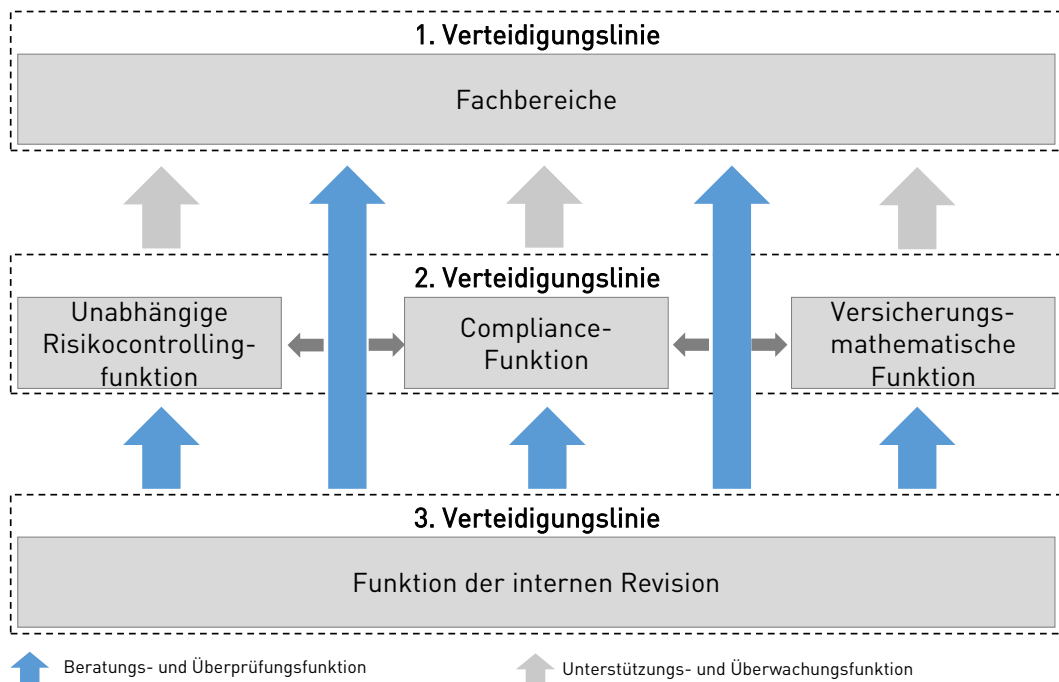 1. Verteidigungslinie
Fachbereiche
2. Verteidigungslinie
Unabhängige
Risikocontrolling-
funktion
Compliance-
Funktion
Versicherungs-
mathematische
Funktion
3. Verteidigungslinie
Funktion der internen Revision
Beratungs- und Überprüfungsfunktion
Unterstützungs- und Überwachungsfunktion